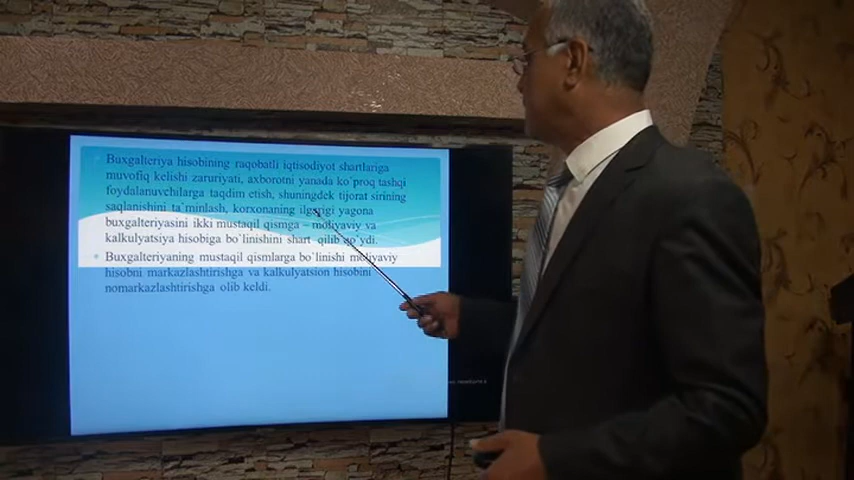 Buxgalteriya hisobining raqobatli iqtisodiyot shartlariga
muvofiq kelishi zaruriyati, axborotni yanada ko`proq tashqi
foydalanuvchilarga taqdim etish, shuningdek tijorat sirining
saqlanishini ta`minlash, korxonaning ilgarigi yagona
buxgalteriyasini ikki mustaqil qismga – moliyaviy va
kalkulyatsiya hisobiga bo`linishini shart qilib qo`ydi.
Buxgalteriyaning mustaqil qismlarga bo`linishi moliyaviy
hisobni markazlashtirishga va kalkulyatsion hisobini
nomarkazlashtirishga olib keldi.